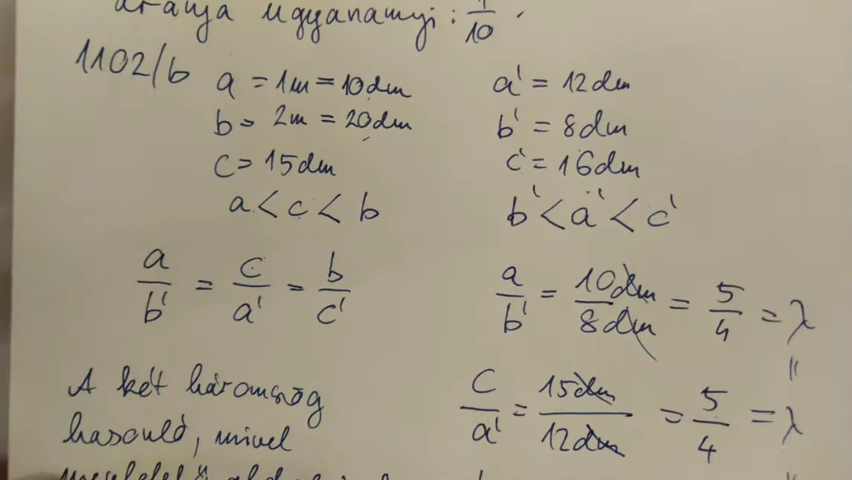 aránya ugyanannyi: 1/10.
1102/b a = 1m = 10dm a' = 12dm
b = 2m = 20dm b' = 8dm
c = 15dm c' = 16dm
a < c < b b' < a' < c'
a/b' = c/a' = b/c' a/b' = 10dm/8dm = 5/4 = λ
A két háromszög c/a' = 15dm/12dm = 5/4 = λ
hasonló, mivel